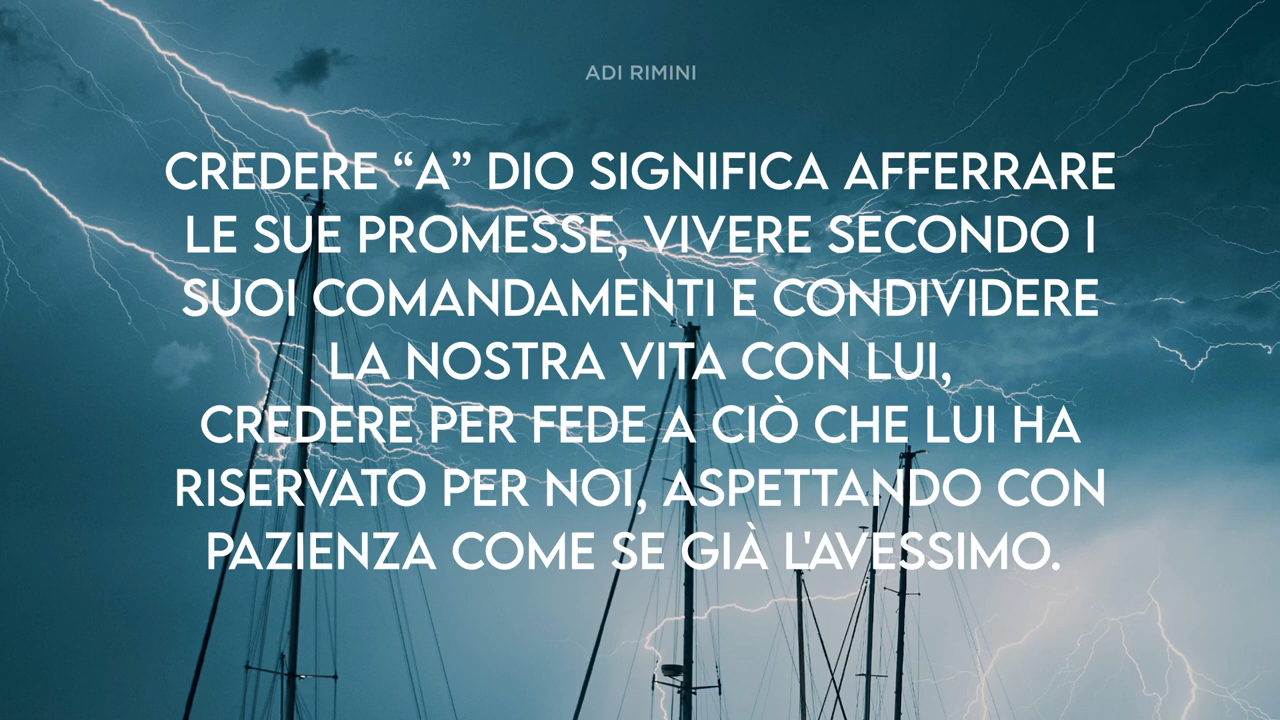 ADI RIMINI
CREDERE “A” DIO SIGNIFICA AFFERRARE
LE SUE PROMESSE, VIVERE SECONDO I
SUOI COMANDAMENTI E CONDIVIDERE
LA NOSTRA VITA CON LUI,
CREDERE PER FEDE A CIÒ CHE LUI HA
RISERVATO PER NOI, ASPETTANDO CON
PAZIENZA COME SE GIÀ L'AVESSIMO.